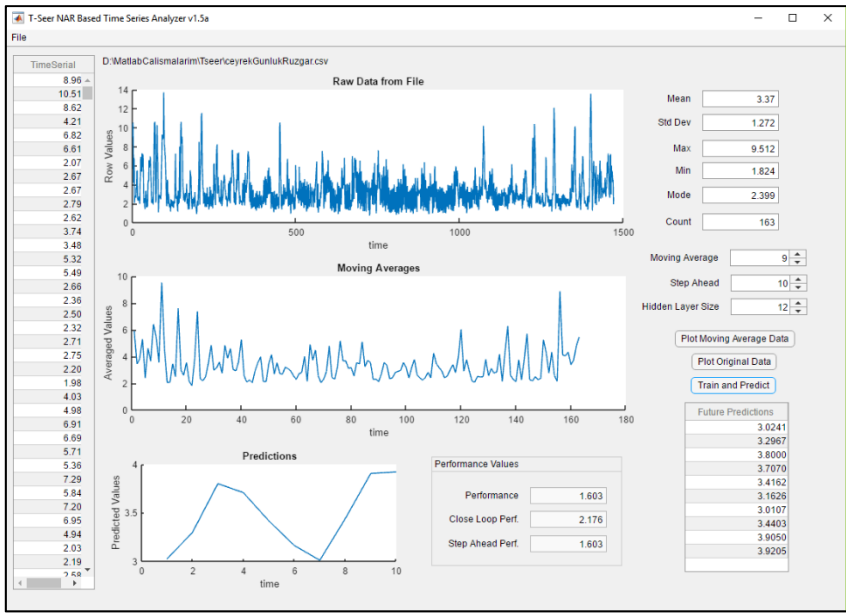 T-Seer NAR Based Time Series Analyzer v1.5a
File
D:\MatlabCalismalarim\Tseer\ceyrekGunlukRuzgar.csv
TimeSerial
8.96
10.51
8.62
4.21
6.82
6.61
2.07
2.67
2.67
2.79
2.62
3.74
3.48
5.32
5.49
2.66
2.36
2.50
2.32
2.71
2.75
2.20
1.98
4.03
4.98
6.91
6.69
5.71
5.36
7.29
5.84
7.20
6.95
4.94
2.03
2.19
2.58
Raw Data from File
Row Values
14
12
10
8
6
4
2
0
0 500 1000 1500
time
Moving Averages
Averaged Values
10
8
6
4
2
0
0 20 40 60 80 100 120 140 160 180
time
Predictions
Predicted Values
4
3.5
3
0 2 4 6 8 10
time
Performance Values
Performance 1.603
Close Loop Perf. 2.176
Step Ahead Perf. 1.603
Mean 3.37
Std Dev 1.272
Max 9.512
Min 1.824
Mode 2.399
Count 163
Moving Average 9
Step Ahead 10
Hidden Layer Size 12
Plot Moving Average Data
Plot Original Data
Train and Predict
Future Predictions
3.0241
3.2967
3.8000
3.7070
3.4162
3.1626
3.0107
3.4403
3.9050
3.9205